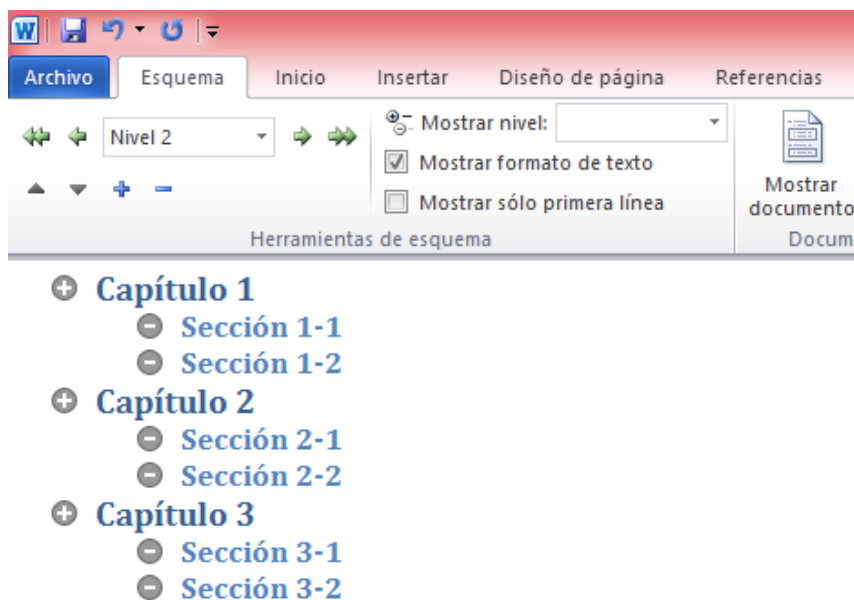 W
Archivo Esquema Inicio Insertar Diseño de página Referencias
Nivel 2
Mostrar nivel:
Mostrar formato de texto
Mostrar sólo primera línea
Mostrar
documento
Herramientas de esquema
Docum
Capítulo 1
Sección 1-1
Sección 1-2
Capítulo 2
Sección 2-1
Sección 2-2
Capítulo 3
Sección 3-1
Sección 3-2